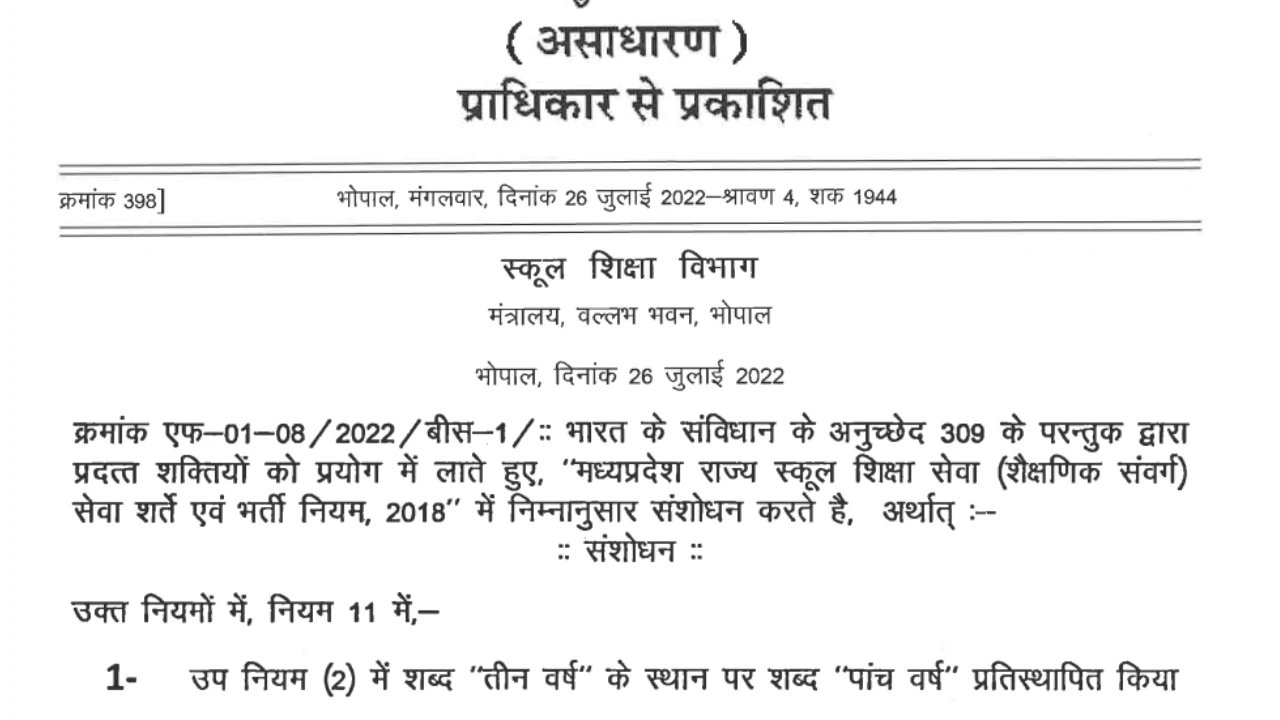 ( असाधारण )
प्राधिकार से प्रकाशित
क्रमांक 398]
भोपाल, मंगलवार, दिनांक 26 जुलाई 2022—श्रावण 4, शक 1944
स्कूल शिक्षा विभाग
मंत्रालय, वल्लभ भवन, भोपाल
भोपाल, दिनांक 26 जुलाई 2022
क्रमांक एफ—01—08/2022/बीस—1/:: भारत के संविधान के अनुच्छेद 309 के परन्तुक द्वारा
प्रदत्त शक्तियों को प्रयोग में लाते हुए, “मध्यप्रदेश राज्य स्कूल शिक्षा सेवा (शैक्षणिक संवर्ग)
सेवा शर्ते एवं भर्ती नियम, 2018” में निम्नानुसार संशोधन करते है, अर्थात् :--
:: संशोधन ::
उक्त नियमों में, नियम 11 में,—
1- उप नियम (2) में शब्द “तीन वर्ष” के स्थान पर शब्द “पांच वर्ष” प्रतिस्थापित किया